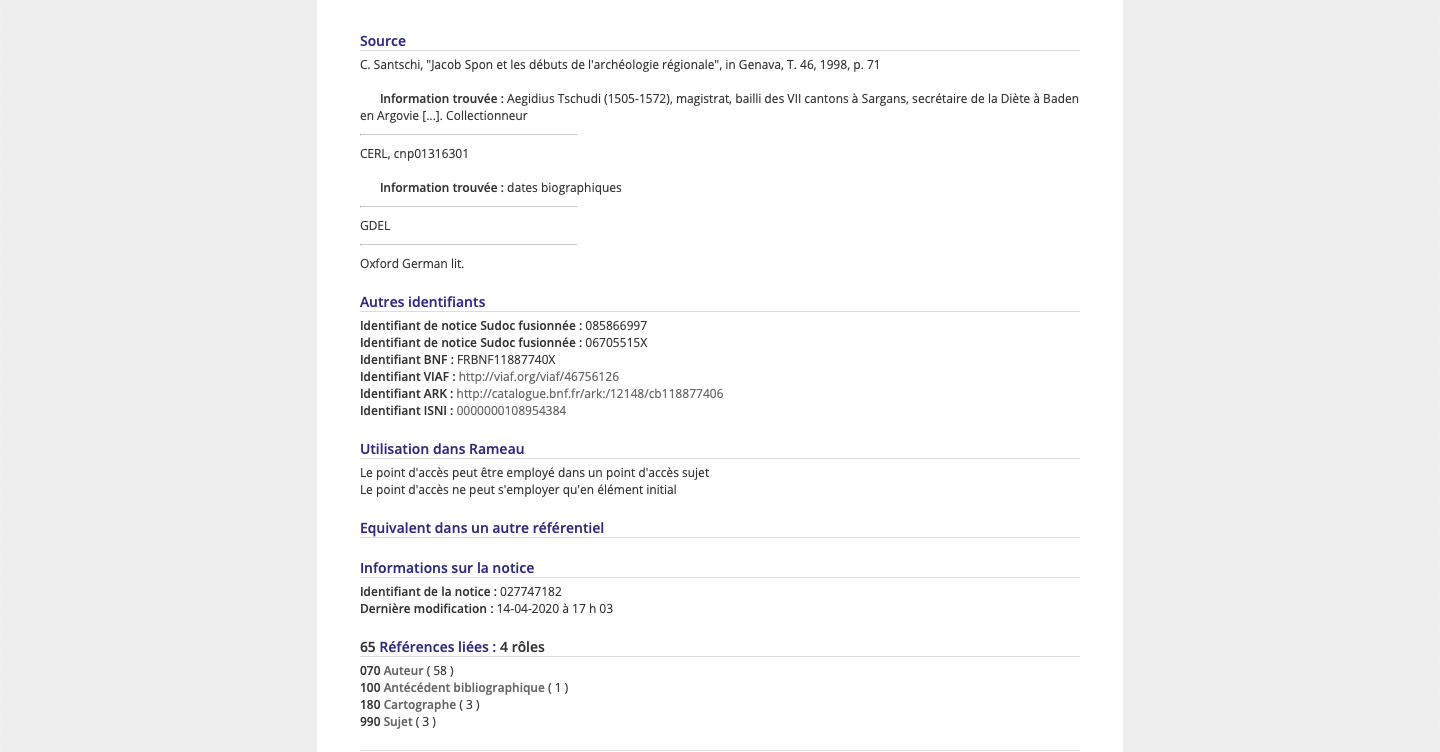 Source
C. Santschi, "Jacob Spon et les débuts de l'archéologie régionale", in Genava, T. 46, 1998, p. 71
Information trouvée : Aegidius Tschudi (1505-1572), magistrat, bailli des VII cantons à Sargans, secrétaire de la Diète à Baden
en Argovie [...]. Collectionneur
CERL, cnp01316301
Information trouvée : dates biographiques
GDEL
Oxford German lit.
Autres identifiants
Identifiant de notice Sudoc fusionnée : 085866997
Identifiant de notice Sudoc fusionnée : 06705515X
Identifiant BNF : FRBNF11887740X
Identifiant VIAF : http://viaf.org/viaf/46756126
Identifiant ARK : http://catalogue.bnf.fr/ark:/12148/cb118877406
Identifiant ISNI : 0000000108954384
Utilisation dans Rameau
Le point d'accès peut être employé dans un point d'accès sujet
Le point d'accès ne peut s'employer qu'en élément initial
Equivalent dans un autre référentiel
Informations sur la notice
Identifiant de la notice : 027747182
Dernière modification : 14-04-2020 à 17 h 03
65 Références liées : 4 rôles
070 Auteur ( 58 )
100 Antécédent bibliographique ( 1 )
180 Cartographe ( 3 )
990 Sujet ( 3 )